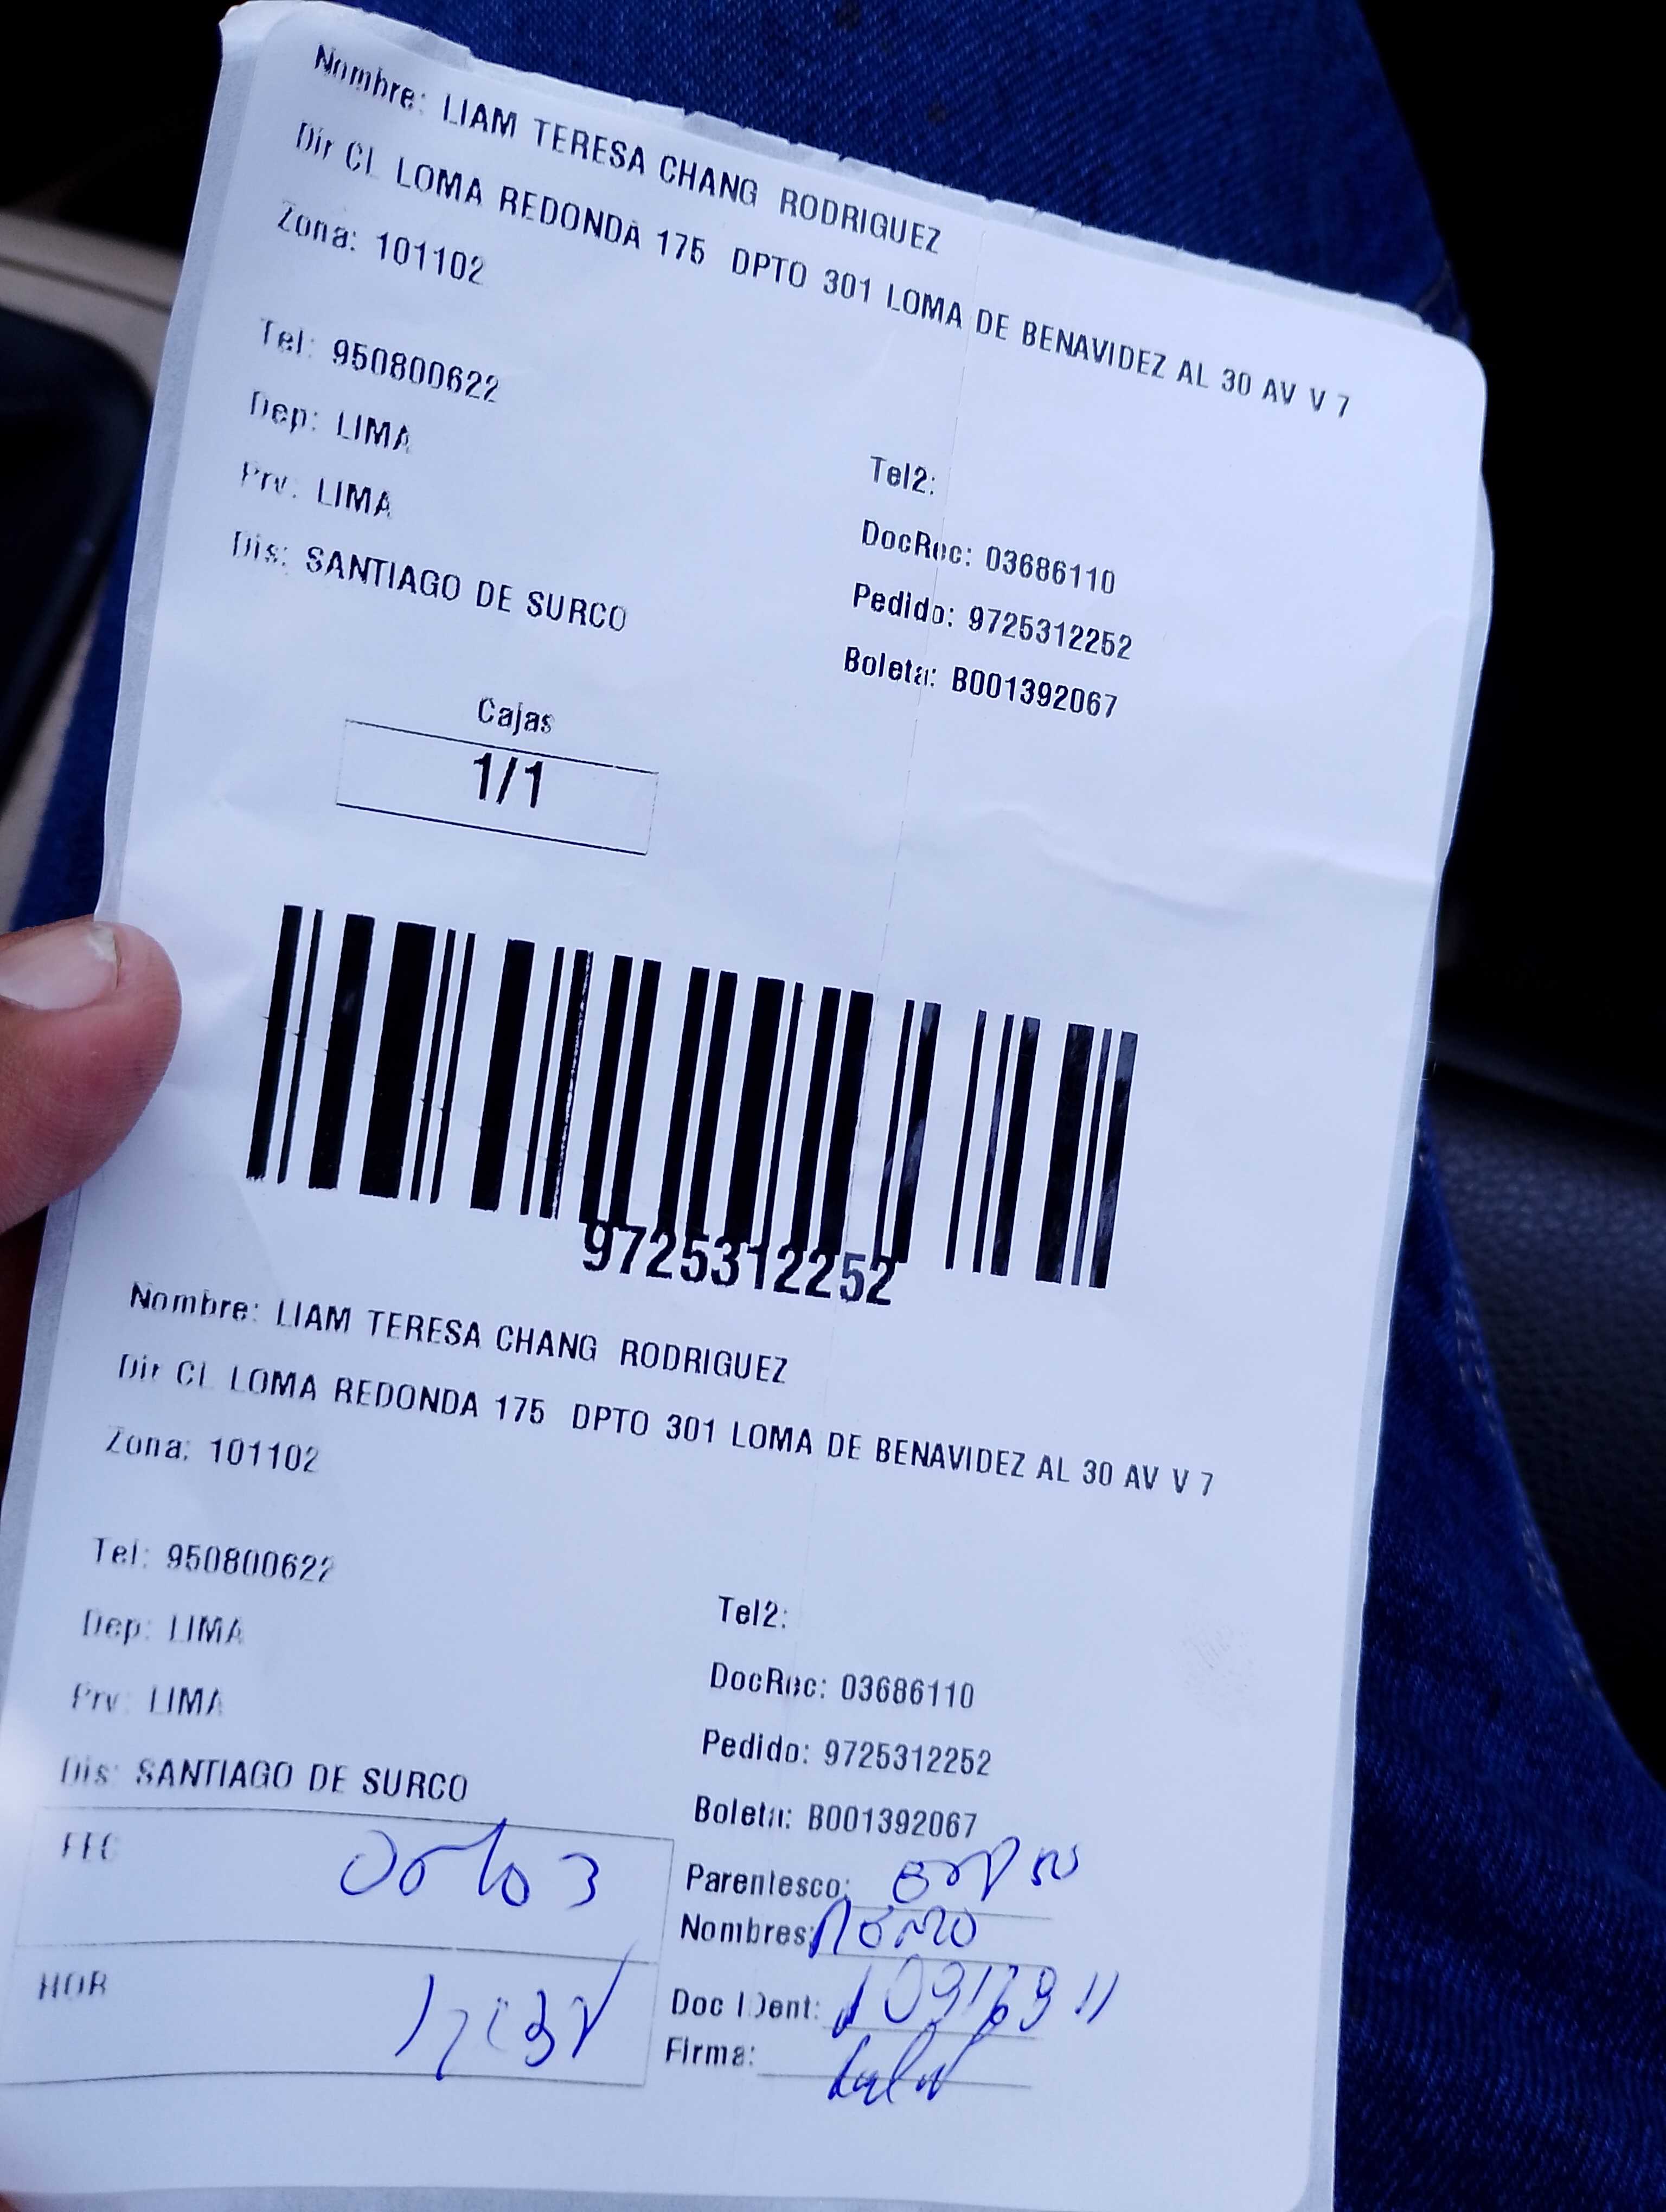 Nombre: LIAM TERESA CHANG RODRIGUEZ
Dir CL LOMA REDONDA 175 DPTO 301 LOMA DE BENAVIDEZ AL 30 AV V 7
Zona: 101102
Tel: 950800622
Dep: LIMA
Prv: LIMA
Dis: SANTIAGO DE SURCO
Tel2:
DocRec: 03686110
Pedido: 9725312252
Boleta: B001392067
Cajas
1/1
9725312252
Nombre: LIAM TERESA CHANG RODRIGUEZ
Dir CL LOMA REDONDA 175 DPTO 301 LOMA DE BENAVIDEZ AL 30 AV V 7
Zona: 101102
Tel: 950800622
Dep: LIMA
Prv: LIMA
Dis: SANTIAGO DE SURCO
Tel2:
DocRec: 03686110
Pedido: 9725312252
Boleta: B001392067
FEC
HOR
Parentesco:
Nombres:
Doc IDent:
Firma: